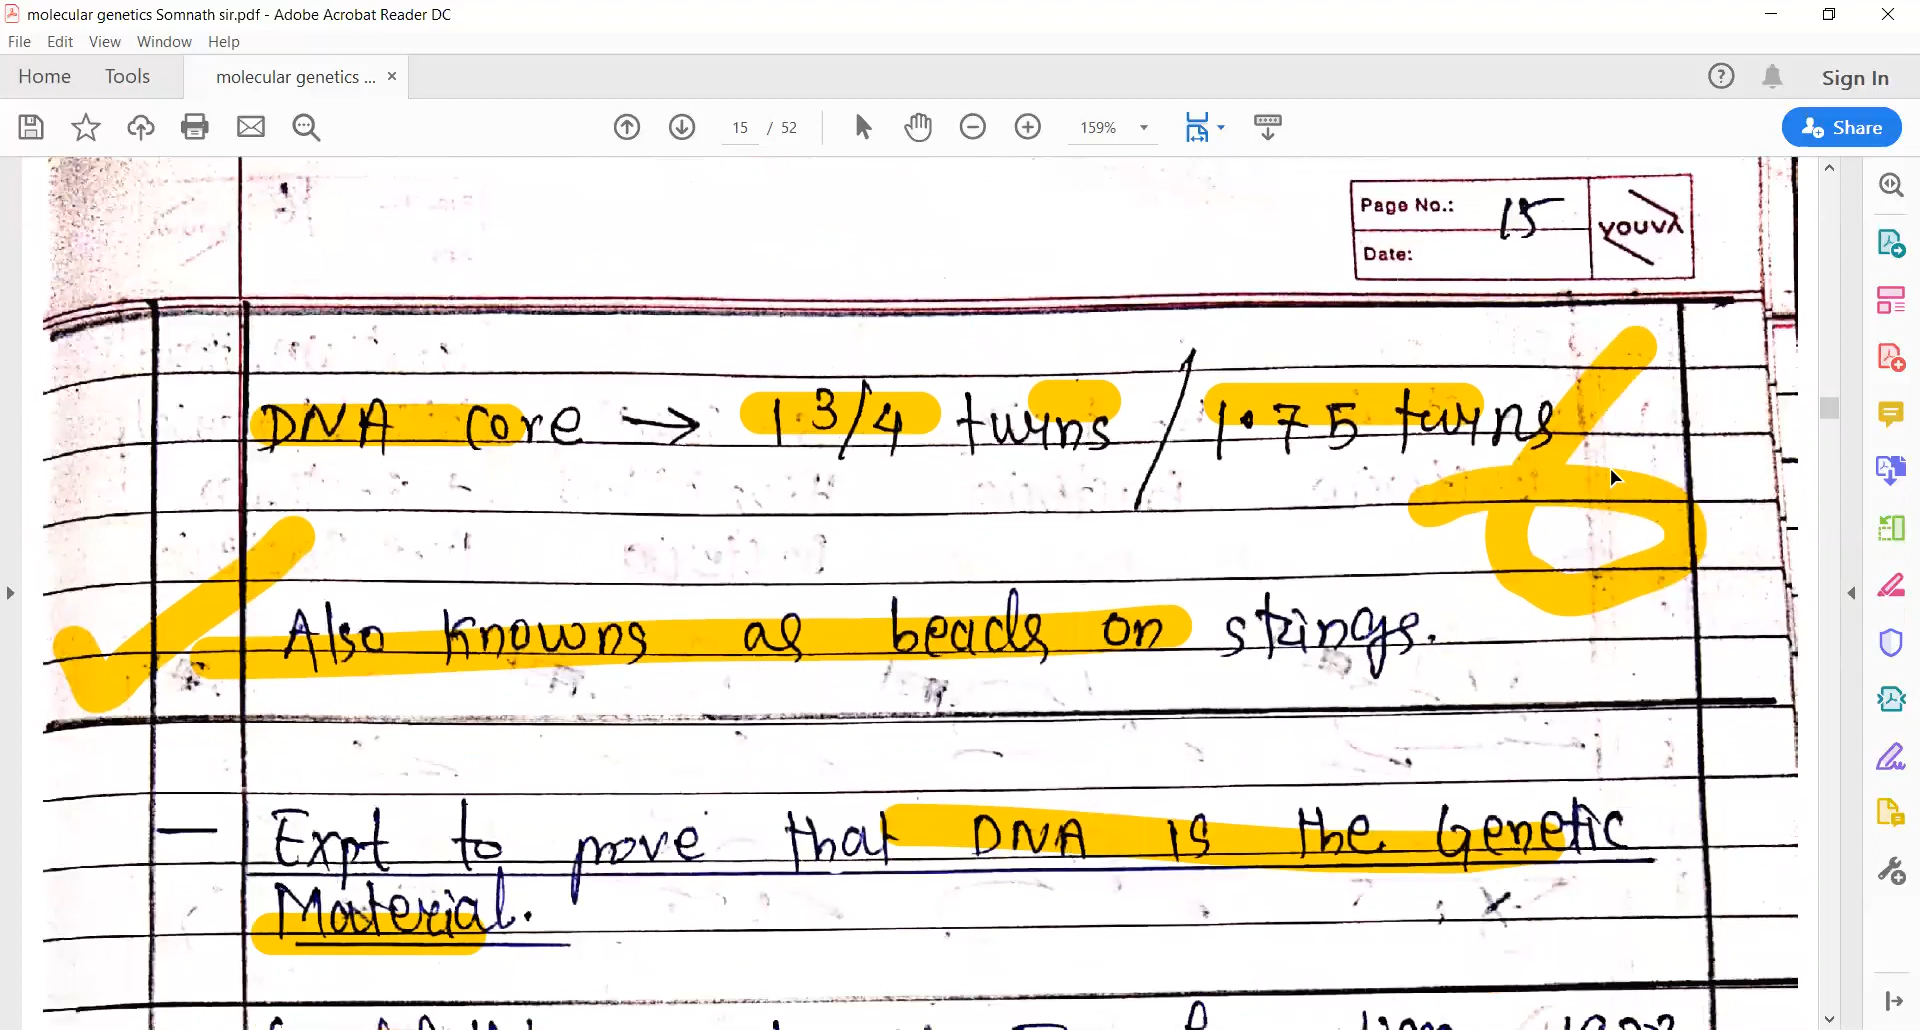 molecular genetics Somnath sir.pdf - Adobe Acrobat Reader DC
File Edit View Window Help
Home Tools molecular genetics ... ×
Sign In
15 / 52
159%
Share
Page No.: 15
youva
Date:
DNA core → 1 3/4 turns / 1.75 turns
Also knowns as beads on strings.
— Expt to prove that DNA is the Genetic
Material.